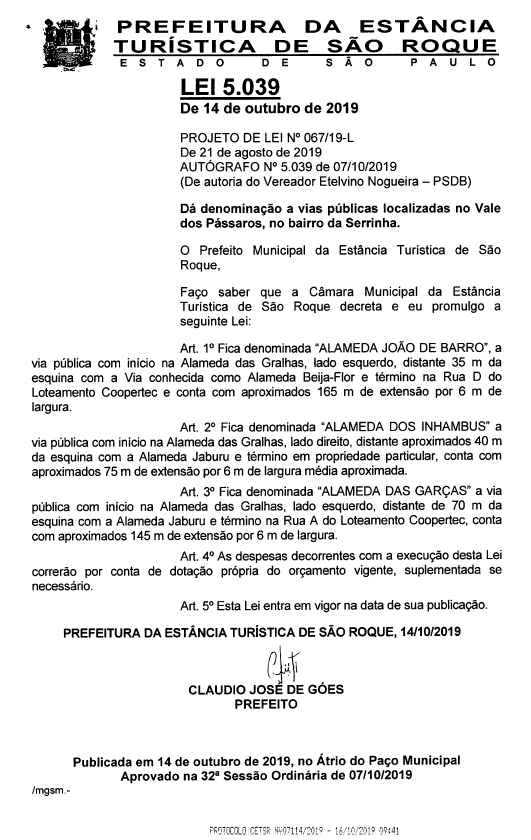 PREFEITURA DA ESTÂNCIA
TURÍSTICA DE SÃO ROQUE
ESTADO DE SÃO PAULO
LEI 5.039
De 14 de outubro de 2019
PROJETO DE LEI Nº 067/19-L
De 21 de agosto de 2019
AUTÓGRAFO Nº 5.039 de 07/10/2019
(De autoria do Vereador Etelvino Nogueira – PSDB)
Dá denominação a vias públicas localizadas no Vale
dos Pássaros, no bairro da Serrinha.
O Prefeito Municipal da Estância Turística de São
Roque,
Faço saber que a Câmara Municipal da Estância
Turística de São Roque decreta e eu promulgo a
seguinte Lei:
Art. 1º Fica denominada “ALAMEDA JOÃO DE BARRO”, a
via pública com início na Alameda das Gralhas, lado esquerdo, distante 35 m da
esquina com a Via conhecida como Alameda Beija-Flor e término na Rua D do
Loteamento Coopertec e conta com aproximados 165 m de extensão por 6 m de
largura.
Art. 2º Fica denominada “ALAMEDA DOS INHAMBUS” a
via pública com início na Alameda das Gralhas, lado direito, distante aproximados 40 m
da esquina com a Alameda Jaburu e término em propriedade particular, conta com
aproximados 75 m de extensão por 6 m de largura média aproximada.
Art. 3º Fica denominada “ALAMEDA DAS GARÇAS” a via
pública com início na Alameda das Gralhas, lado esquerdo, distante de 70 m da
esquina com a Alameda Jaburu e término na Rua A do Loteamento Coopertec, conta
com aproximados 145 m de extensão por 6 m de largura.
Art. 4º As despesas decorrentes com a execução desta Lei
correrão por conta de dotação própria do orçamento vigente, suplementada se
necessário.
Art. 5º Esta Lei entra em vigor na data de sua publicação.
PREFEITURA DA ESTÂNCIA TURÍSTICA DE SÃO ROQUE, 14/10/2019
CLAUDIO JOSÉ DE GÓES
PREFEITO
Publicada em 14 de outubro de 2019, no Átrio do Paço Municipal
Aprovado na 32ª Sessão Ordinária de 07/10/2019
/mgsm.-
PROTOCOLO CETSR Nº07114/2019 - 16/10/2019 09:41